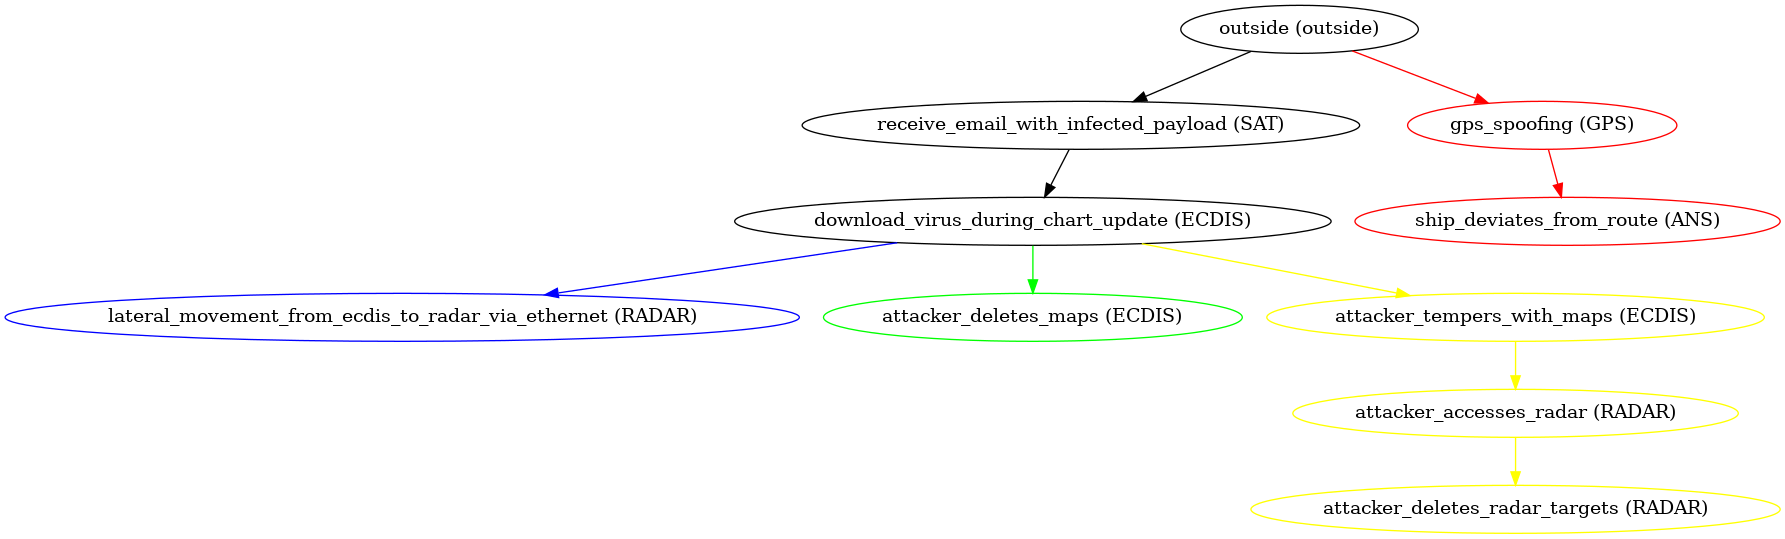 outside (outside)
receive_email_with_infected_payload (SAT)
gps_spoofing (GPS)
download_virus_during_chart_update (ECDIS)
ship_deviates_from_route (ANS)
lateral_movement_from_ecdis_to_radar_via_ethernet (RADAR)
attacker_deletes_maps (ECDIS)
attacker_tempers_with_maps (ECDIS)
attacker_accesses_radar (RADAR)
attacker_deletes_radar_targets (RADAR)